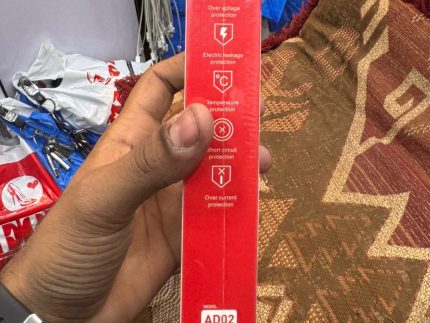 Over voltage
protection
Electric leakage
protection
°C
Temperature
protection
Short circuit
protection
Over current
protection
MODEL
AD02